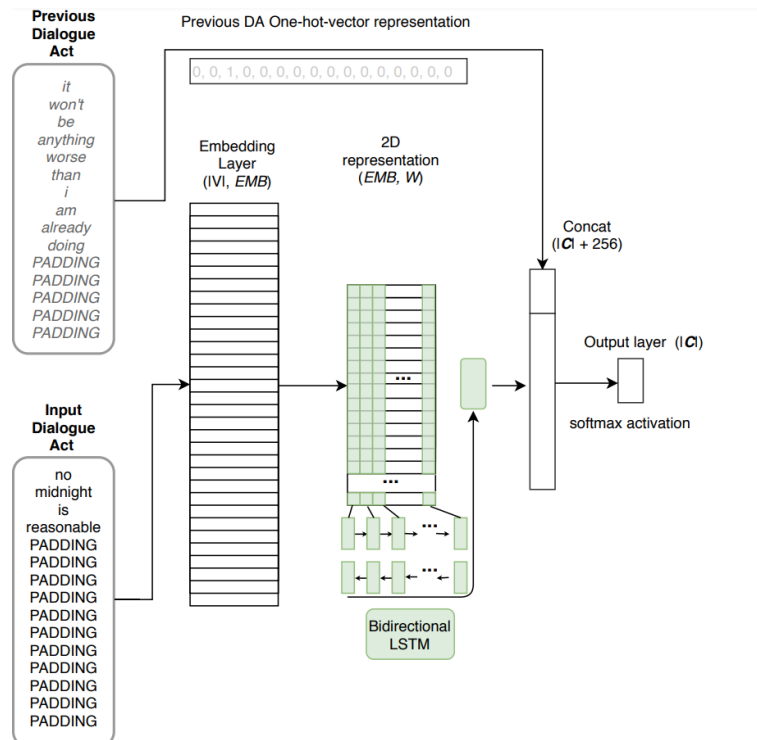 Previous
Dialogue
Act
it
won't
be
anything
worse
than
i
am
already
doing
PADDING
PADDING
PADDING
PADDING
PADDING
Previous DA One-hot-vector representation
0, 0, 1, 0, 0, 0, 0, 0, 0, 0, 0, 0, 0, 0, 0, 0
Embedding
Layer
(|V|, EMB)
2D
representation
(EMB, W)
...
...
...
...
Bidirectional
LSTM
Concat
(|C| + 256)
Output layer (|C|)
softmax activation
Input
Dialogue
Act
no
midnight
is
reasonable
PADDING
PADDING
PADDING
PADDING
PADDING
PADDING
PADDING
PADDING
PADDING
PADDING
PADDING